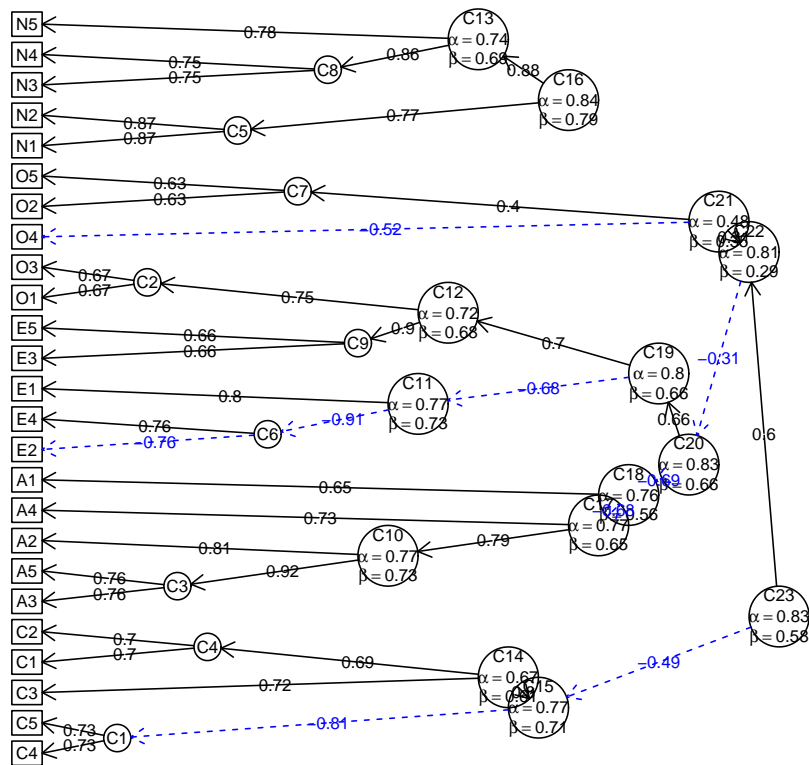 N5
N4
N3
N2
N1
O5
O2
O4
O3
O1
E5
E3
E1
E4
E2
A1
A4
A2
A5
A3
C2
C1
C3
C5
C4
C13
α = 0.74
β = 0.69
C8
C16
α = 0.84
β = 0.79
C5
C7
C21
α = 0.48
C22
α = 0.81
β = 0.29
C2
C12
α = 0.72
β = 0.68
C9
C19
α = 0.8
β = 0.66
C11
α = 0.77
β = 0.73
C6
C20
α = 0.83
β = 0.66
C18
α = 0.76
α = 0.77
β = 0.65
C10
α = 0.77
β = 0.73
C3
C23
α = 0.83
β = 0.58
C4
C14
α = 0.67
C15
α = 0.77
β = 0.71
C1
0.78
0.86
0.75
0.75
0.88
0.77
0.87
0.87
0.63
0.63
0.4
−0.52
0.67
0.67
0.75
0.9
0.66
0.66
0.7
0.8
−0.68
−0.91
0.76
−0.76
−0.31
0.66
0.6
−0.69
0.65
0.73
−0.58
0.79
0.81
0.92
0.76
0.76
0.7
0.7
0.69
0.72
−0.49
−0.81
0.73
0.73